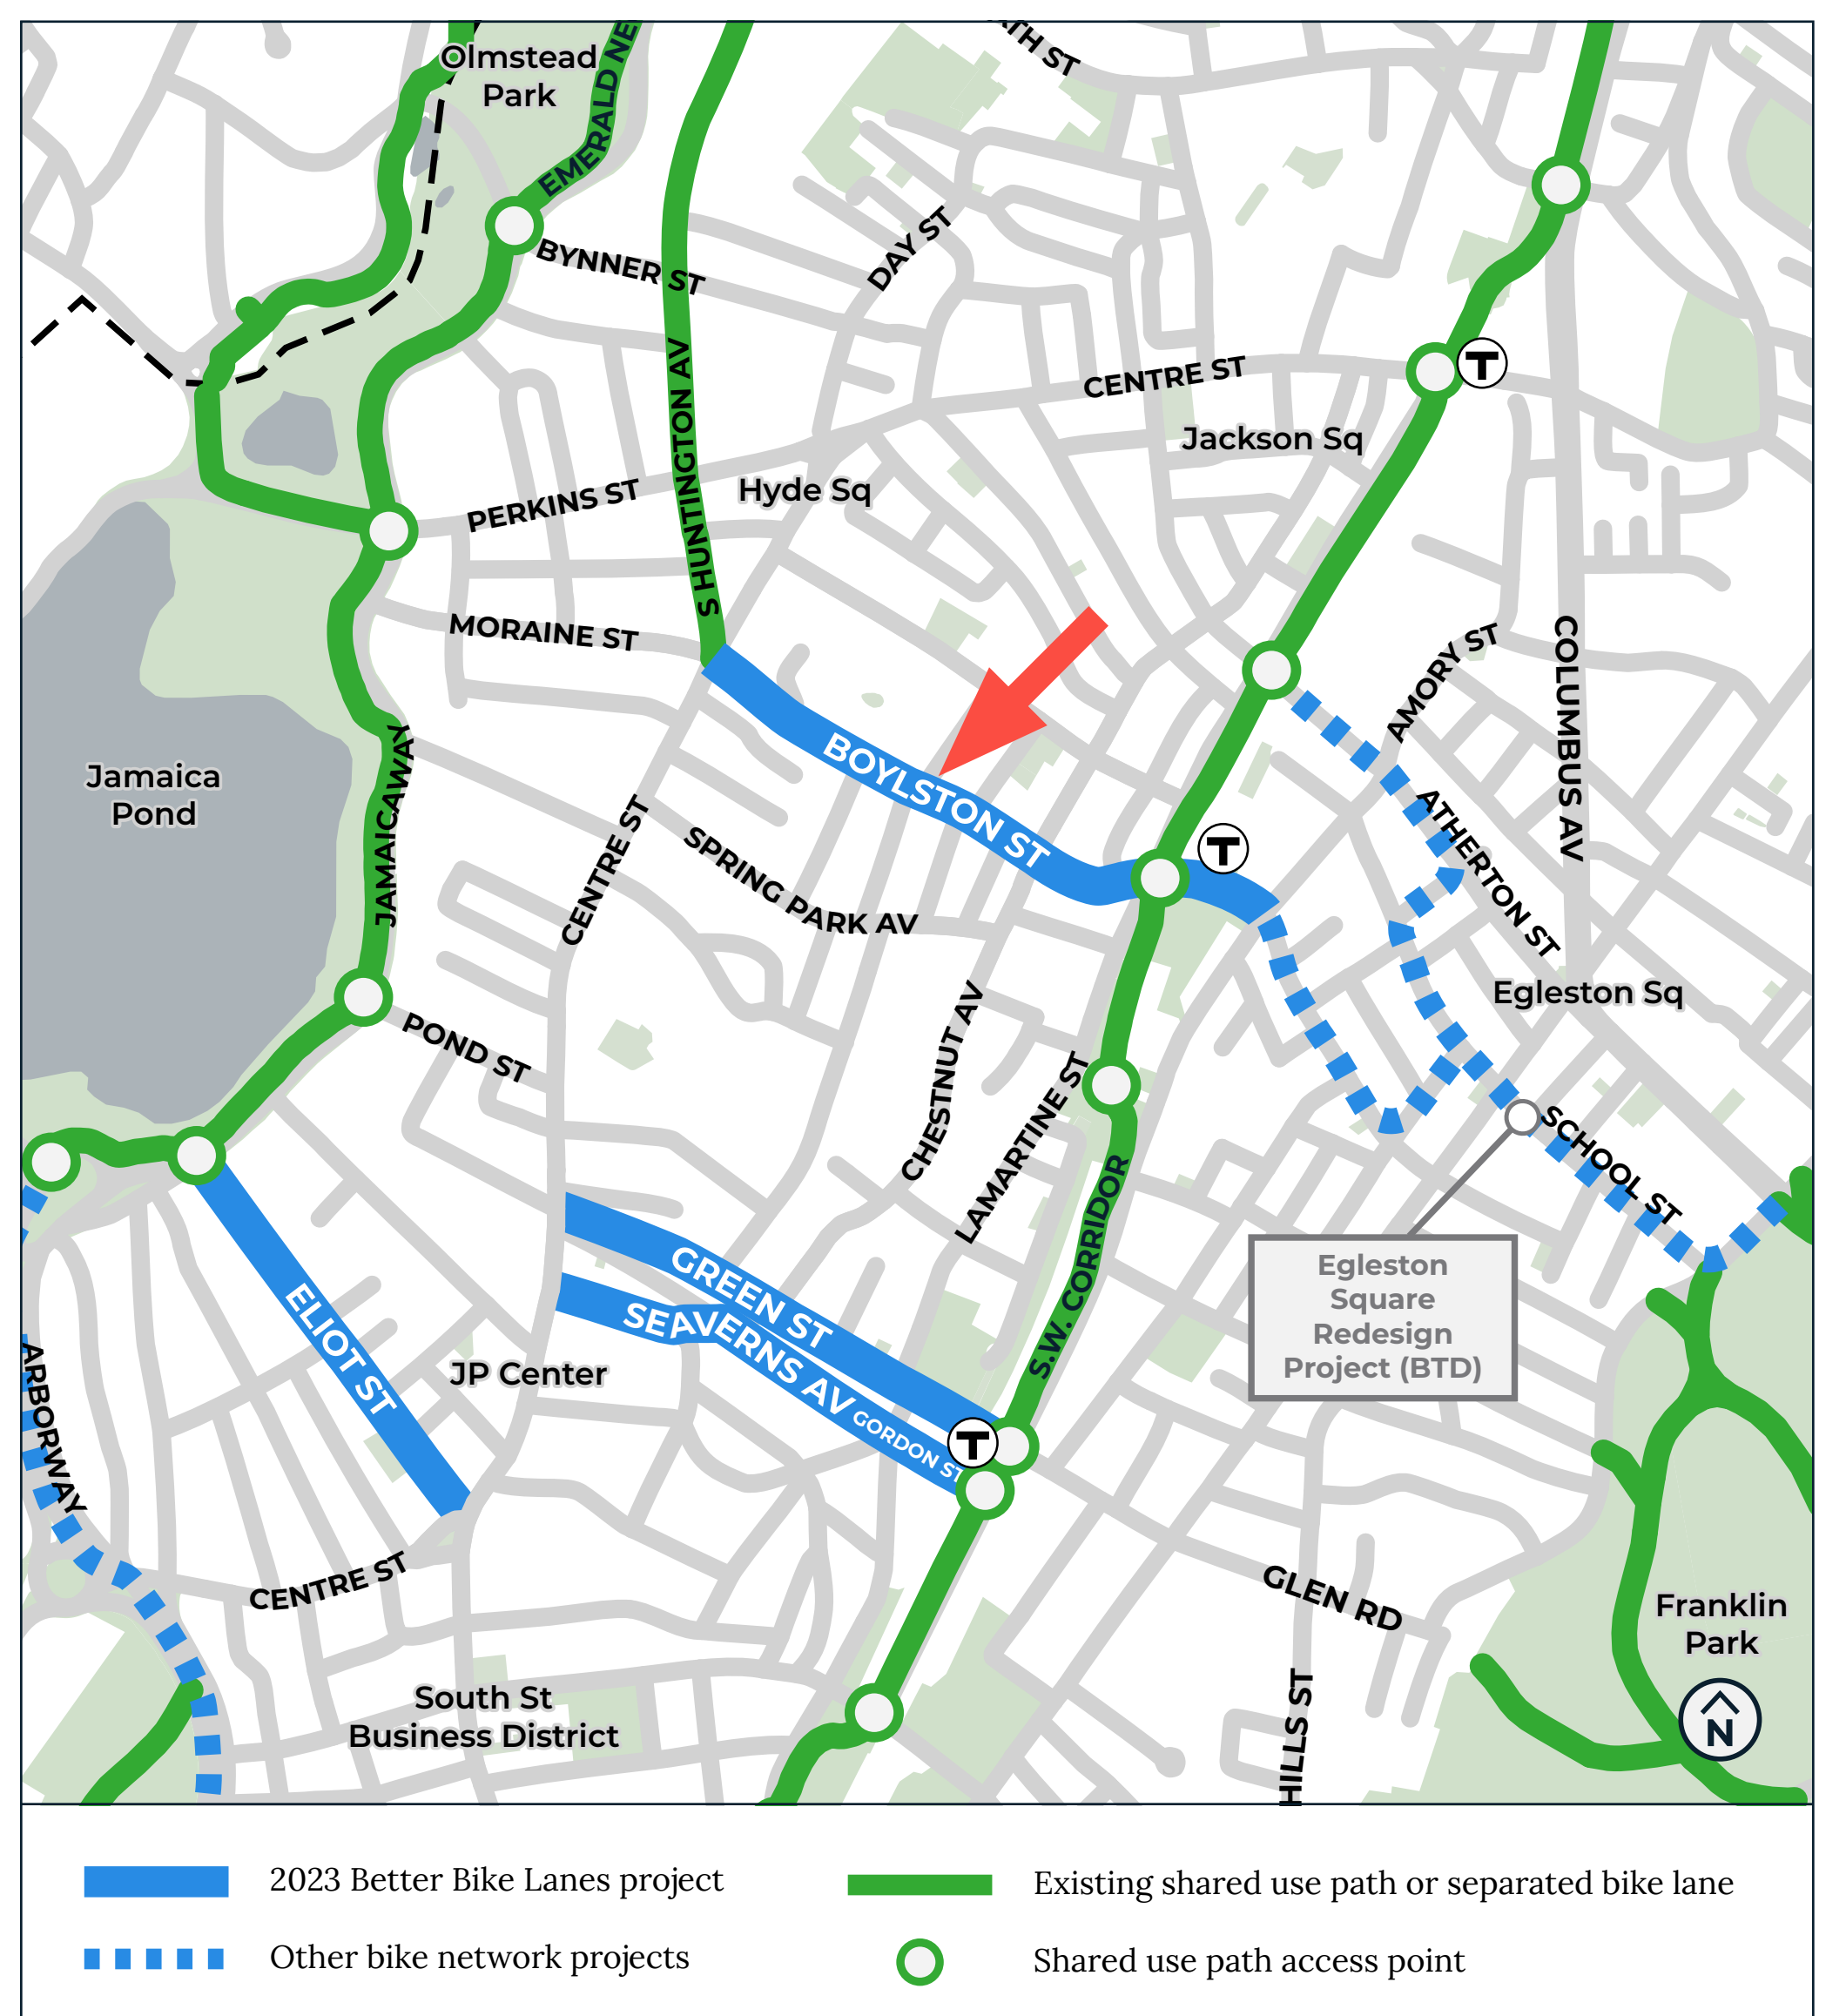 Olmstead
Park
EMERALD NE
ATH ST
BYNNER ST
DAY ST
S HUNTINGTON AV
CENTRE ST
T
Jackson Sq
Hyde Sq
PERKINS ST
MORAINE ST
AMORY ST
COLUMBUS AV
Jamaica
Pond
JAMAICAWAY
BOYLSTON ST
T
ATHERTON ST
CENTRE ST
SPRING PARK AV
Egleston Sq
POND ST
CHESTNUT AV
LAMARTINE ST
SCHOOL ST
S.W. CORRIDOR
Egleston
Square
Redesign
Project (BTD)
GREEN ST
SEAVERNS AV
GORDON ST
T
ELIOT ST
JP Center
ARBORWAY
CENTRE ST
GLEN RD
Franklin
Park
HILLS ST
South St
Business District
N
2023 Better Bike Lanes project
Existing shared use path or separated bike lane
Other bike network projects
Shared use path access point